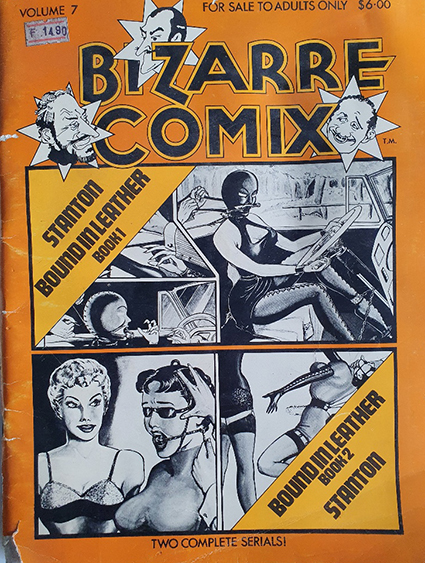 VOLUME 7
FOR SALE TO ADULTS ONLY $6.00
F 1490
BIZARRE
COMIX
T.M.
STANTON
BOUND IN LEATHER
BOOK 1
BOUND IN LEATHER
BOOK 2
STANTON
TWO COMPLETE SERIALS!